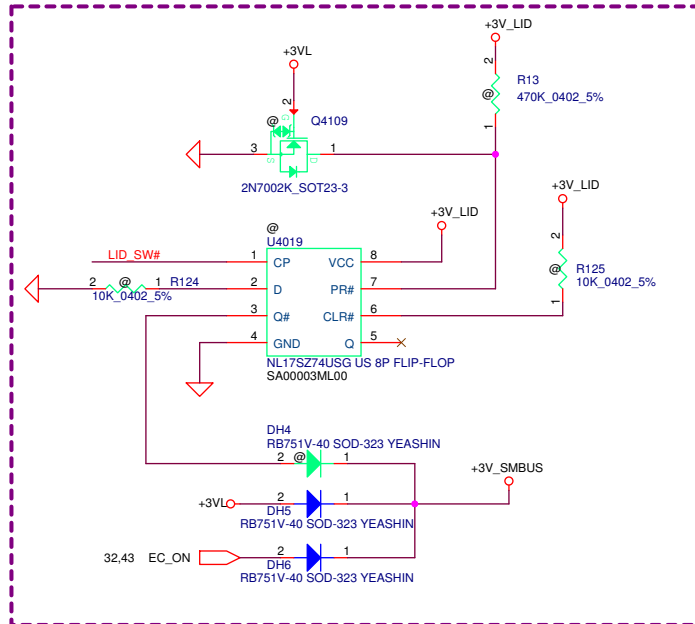 +3V_LID
+3VL
2
R13
@
470K_0402_5%
2
Q4109
@
G
1
3
S
D
1
2N7002K_SOT23-3
+3V_LID
+3V_LID
@
U4019
2
LID_SW#
1
CP
VCC
8
R125
@
10K_0402_5%
2
@
1
R124
2
D
PR#
7
10K_0402_5%
1
3
Q#
CLR#
6
4
GND
Q
5
NL17SZ74USG US 8P FLIP-FLOP
SA00003ML00
DH4
RB751V-40 SOD-323 YEASHIN
2
@
1
+3V_SMBUS
+3VL
2
1
DH5
RB751V-40 SOD-323 YEASHIN
32,43
EC_ON
2
1
DH6
RB751V-40 SOD-323 YEASHIN